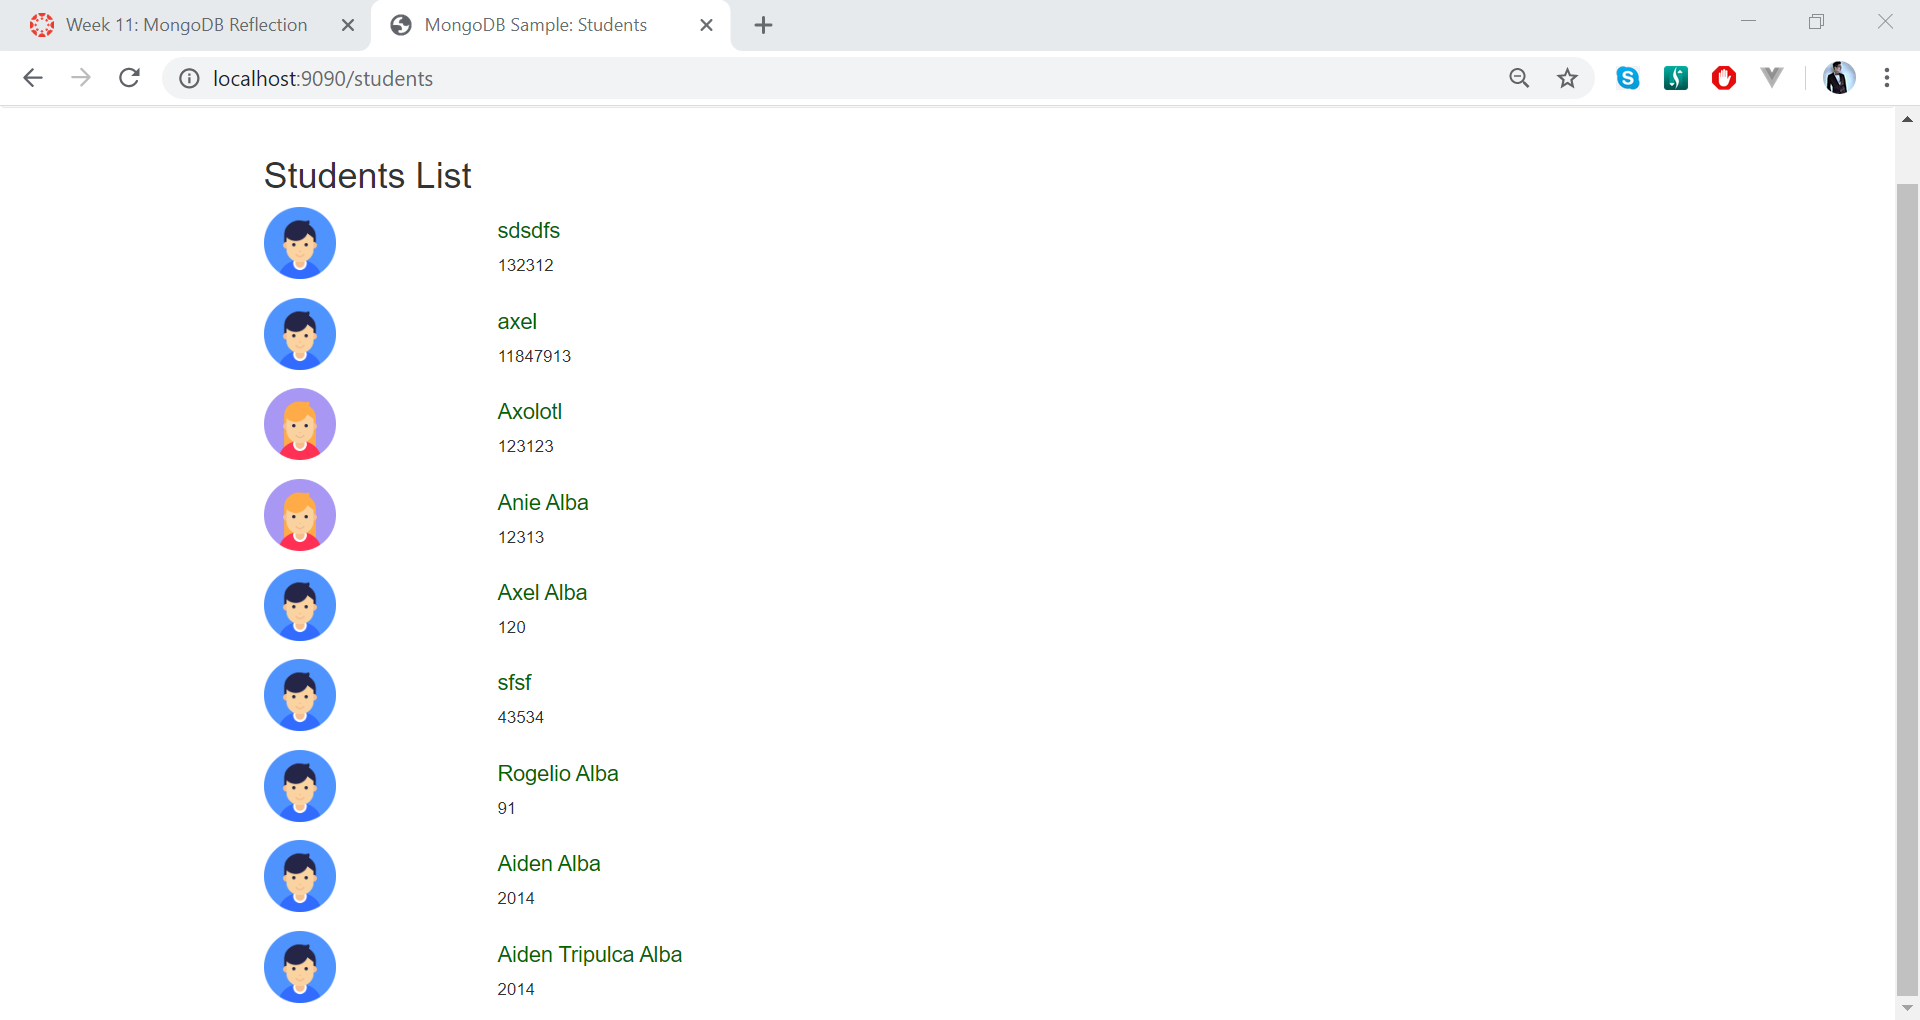 Week 11: MongoDB Reflection
MongoDB Sample: Students
localhost:9090/students
S
Students List
sdsdfs
132312
axel
11847913
Axolotl
123123
Anie Alba
12313
Axel Alba
120
sfsf
43534
Rogelio Alba
91
Aiden Alba
2014
Aiden Tripulca Alba
2014